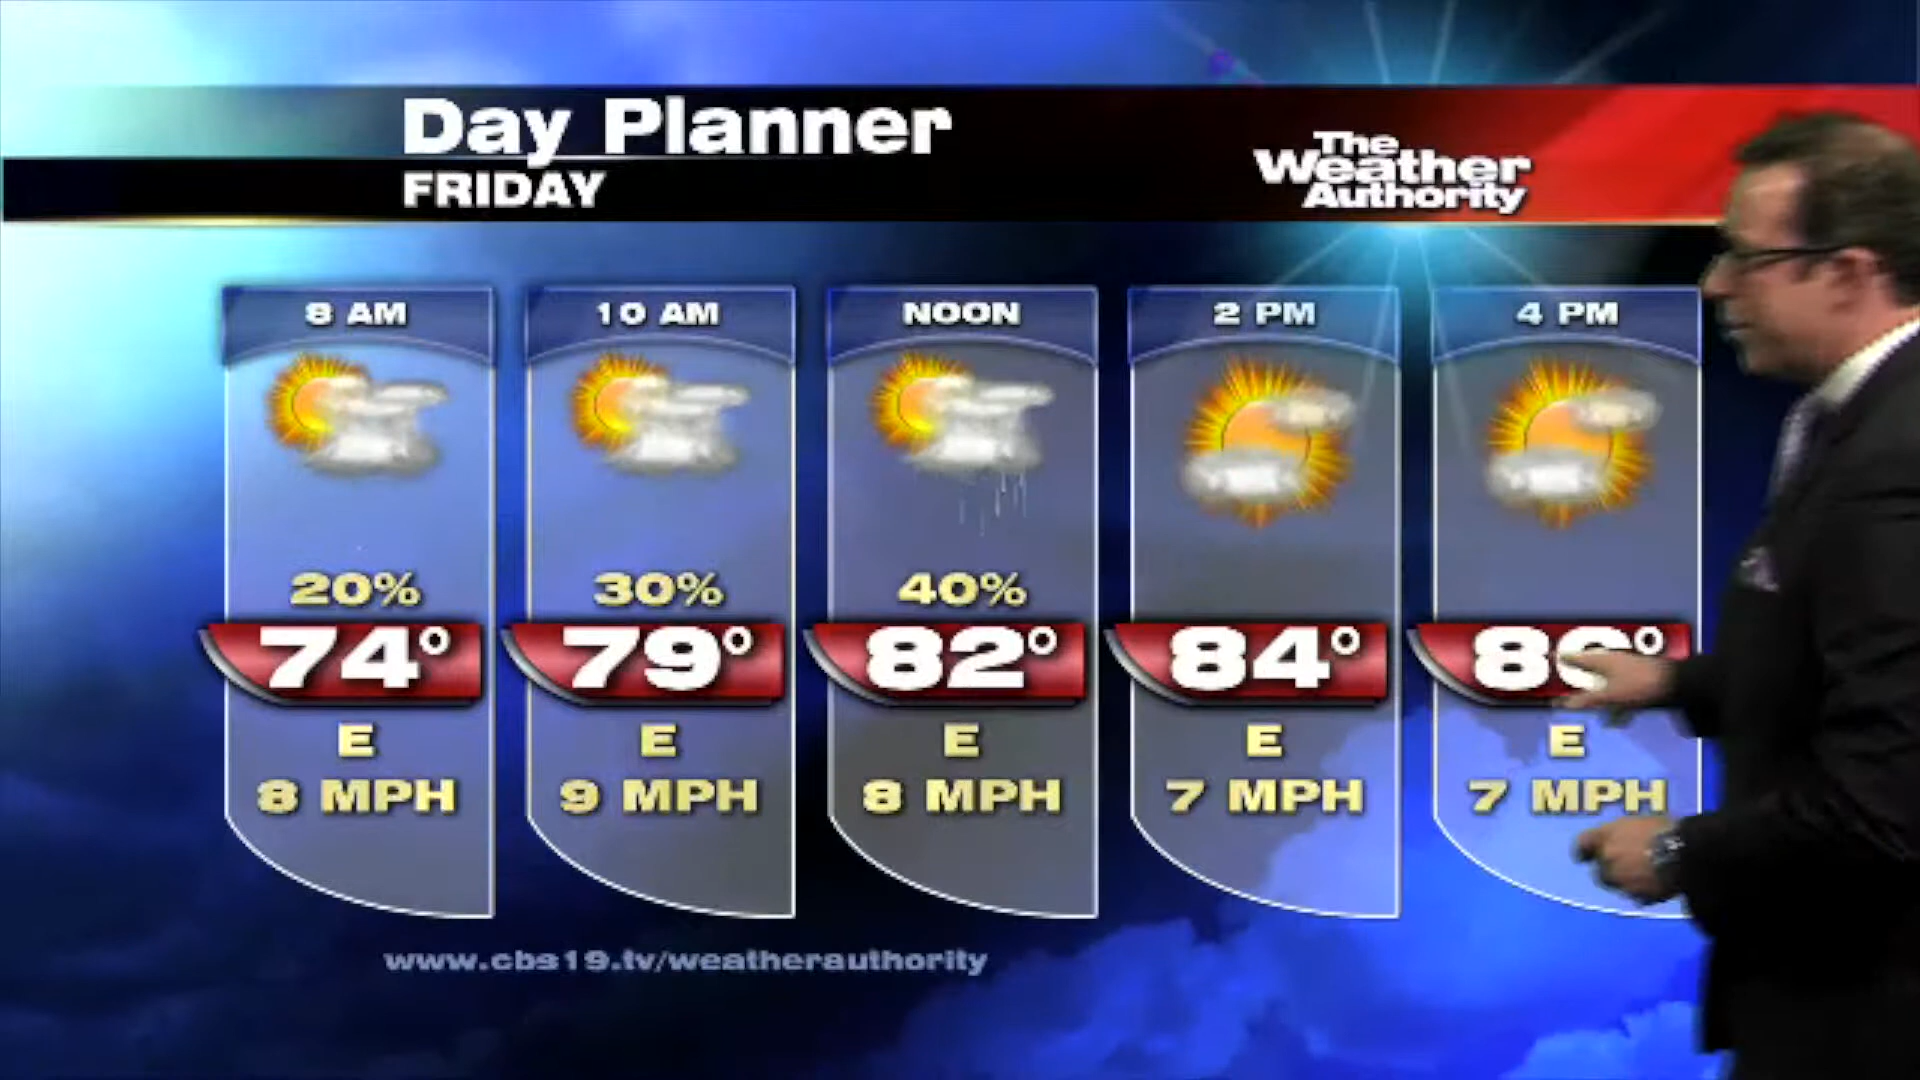 Day Planner
FRIDAY
The
Weather
Authority
8 AM
10 AM
NOON
2 PM
4 PM
20%
30%
40%
74°
79°
82°
84°
E
E
E
E
E
8 MPH
9 MPH
8 MPH
7 MPH
7 MPH
www.cbs19.tv/weatherauthority